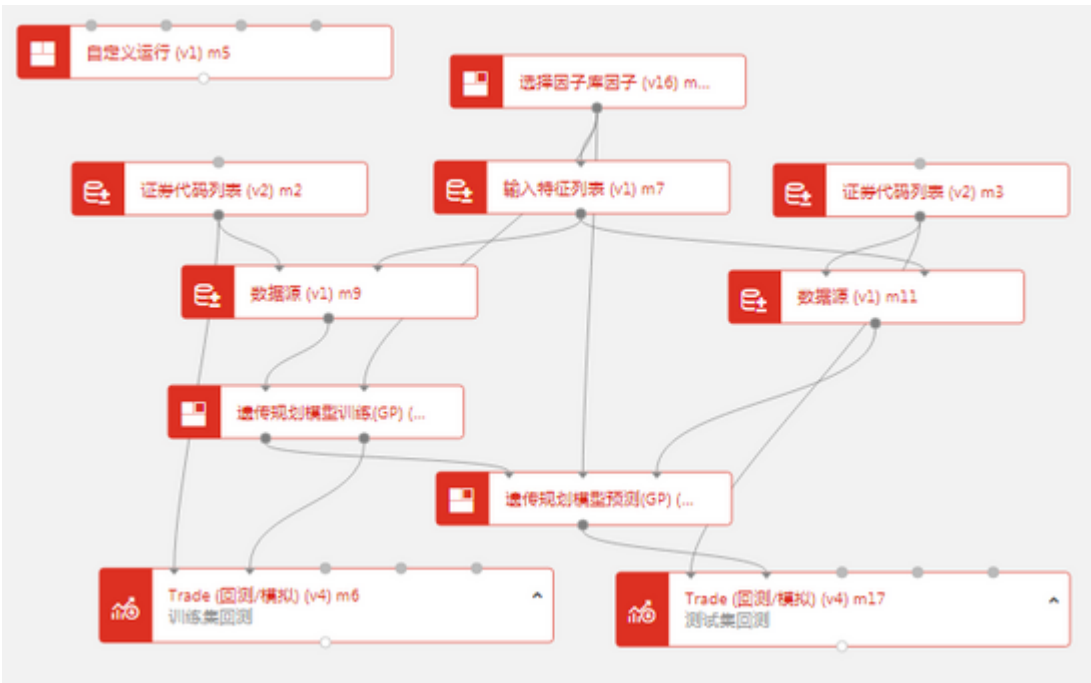 自定义运行 (v1) m5
选择因子库因子 (v16) m...
证券代码列表 (v2) m2
输入特征列表 (v1) m7
证券代码列表 (v2) m3
数据源 (v1) m9
数据源 (v1) m11
遗传规划模型训练(GP) (...
遗传规划模型预测(GP) (...
Trade (回测/模拟) (v4) m6
训练集回测
Trade (回测/模拟) (v4) m17
测试集回测